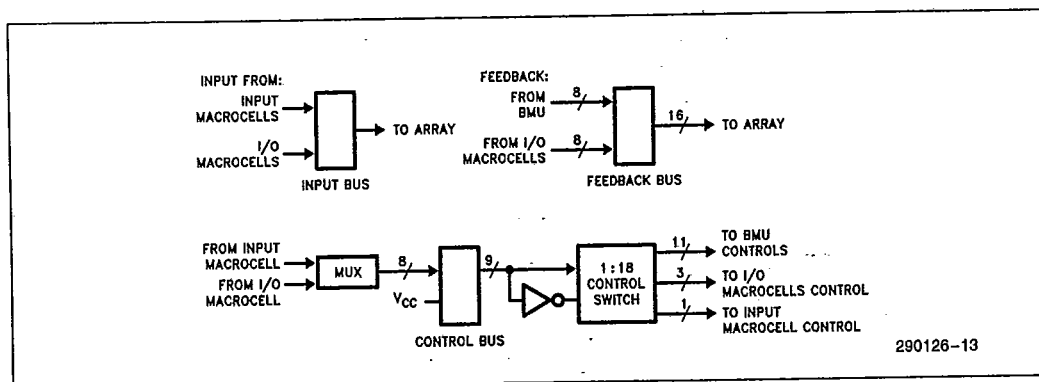 INPUT FROM:
INPUT
MACROCELLS
I/O
MACROCELLS
TO ARRAY
INPUT BUS
FEEDBACK:
FROM
BMU
8
FROM I/O
MACROCELLS
8
16
TO ARRAY
FEEDBACK BUS
FROM INPUT
MACROCELL
FROM I/O
MACROCELL
MUX
8
VCC
CONTROL BUS
9
1:18
CONTROL
SWITCH
11
TO BMU
CONTROLS
3
TO I/O
MACROCELLS CONTROL
1
TO INPUT
MACROCELL CONTROL
290126-13